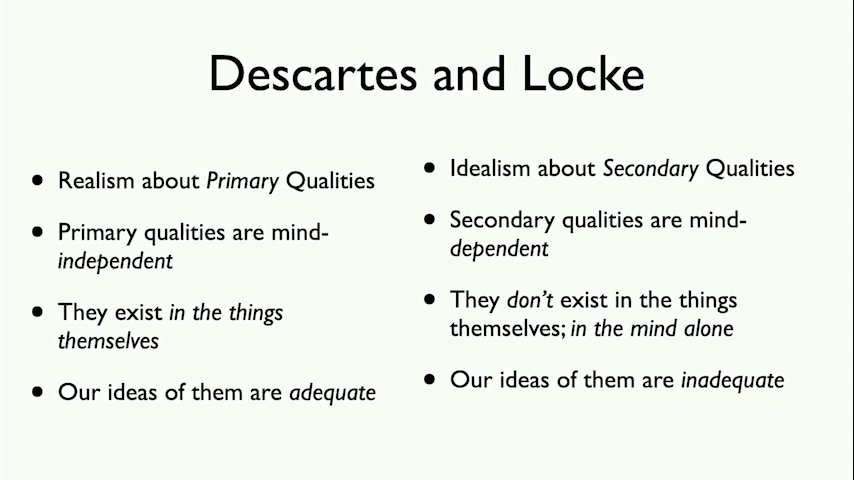 Descartes and Locke
• Realism about Primary Qualities
• Primary qualities are mind-
independent
• They exist in the things
themselves
• Our ideas of them are adequate
• Idealism about Secondary Qualities
• Secondary qualities are mind-
dependent
• They don’t exist in the things
themselves; in the mind alone
• Our ideas of them are inadequate